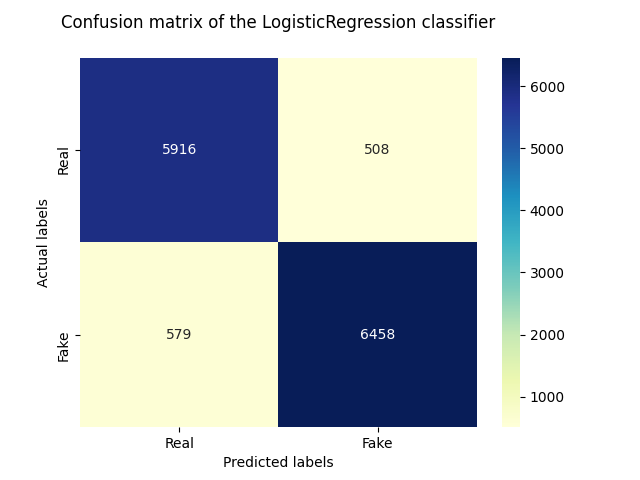 Confusion matrix of the LogisticRegression classifier
Actual labels
Real
Fake
5916
508
579
6458
Real
Fake
Predicted labels
6000
5000
4000
3000
2000
1000